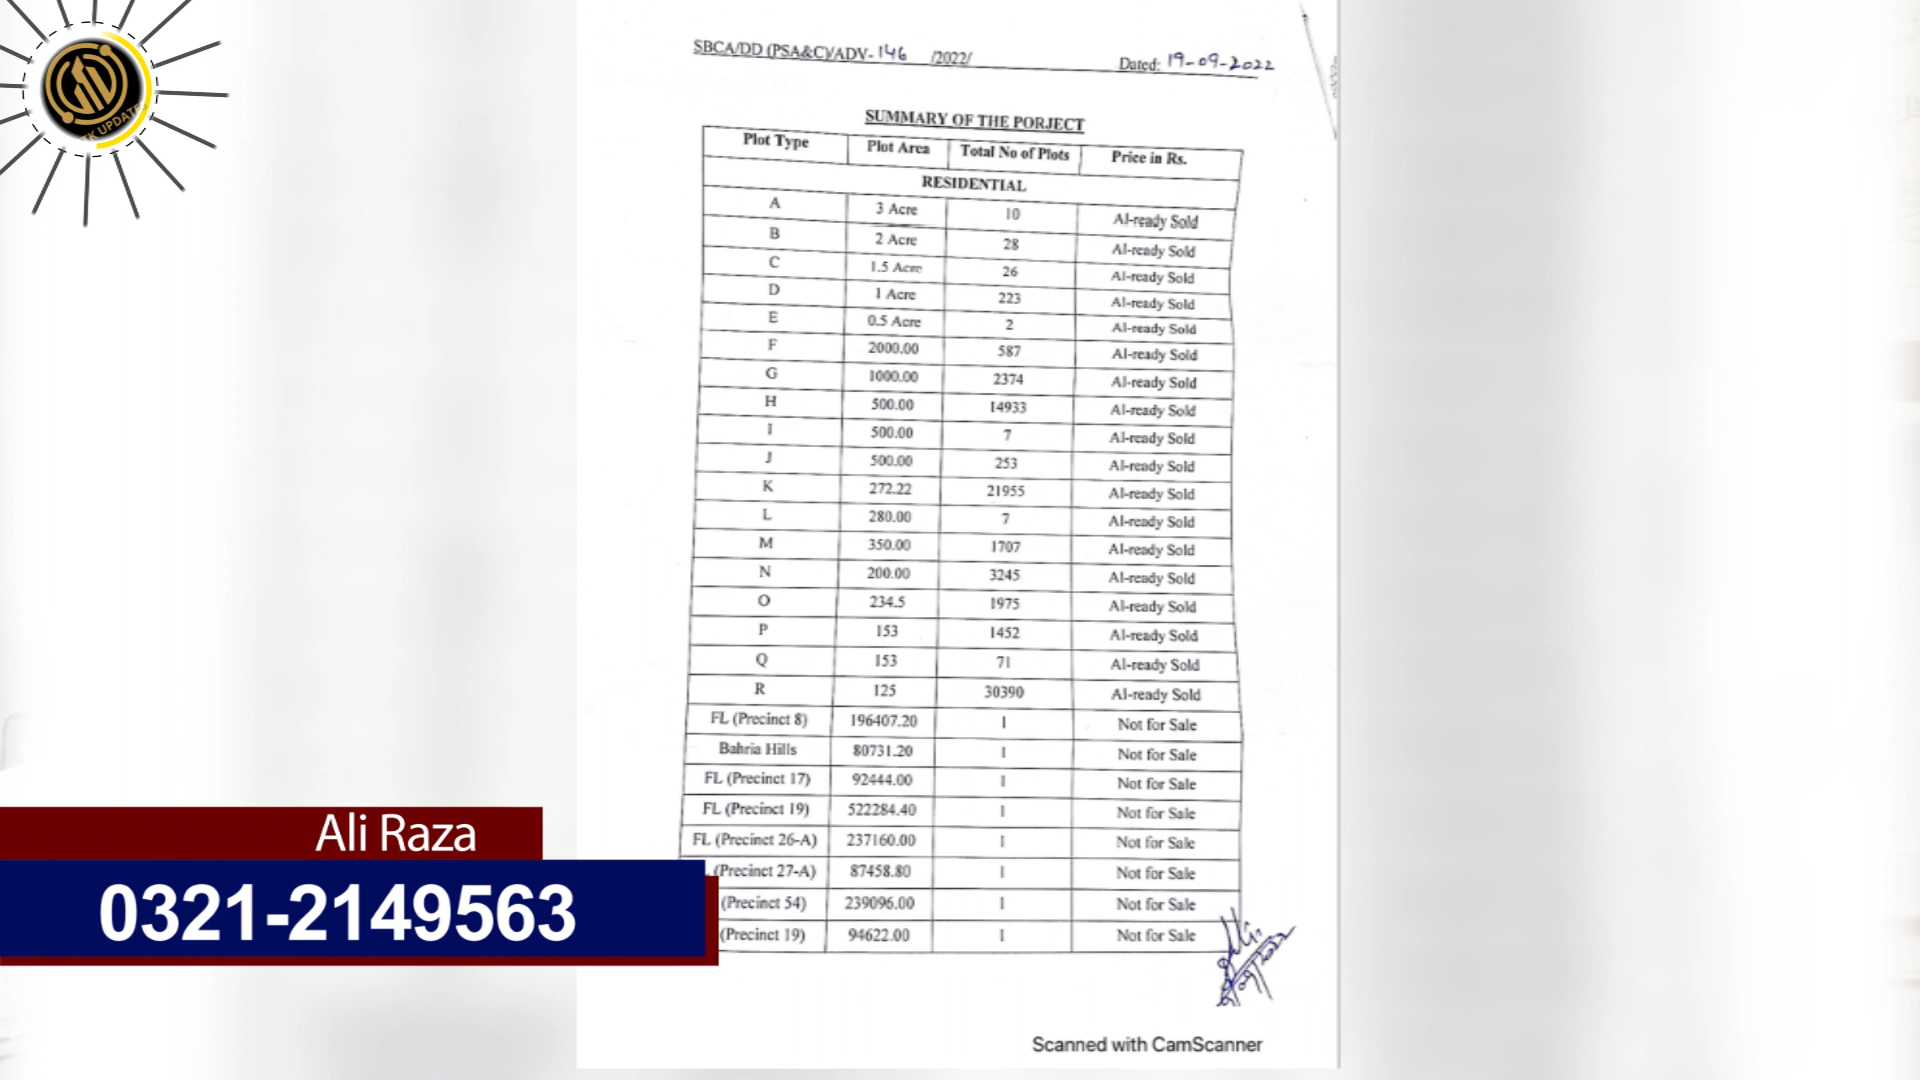 TK UPDATE
SBCA/DD (PSA&C)/ADV-146 /2022/ Dated: 19-09-2022
SUMMARY OF THE PORJECT
Plot Type Plot Area Total No of Plots Price in Rs.
RESIDENTIAL
A 3 Acre 10 Al-ready Sold
B 2 Acre 28 Al-ready Sold
C 1.5 Acre 26 Al-ready Sold
D 1 Acre 223 Al-ready Sold
E 0.5 Acre 2 Al-ready Sold
F 2000.00 587 Al-ready Sold
G 1000.00 2374 Al-ready Sold
H 500.00 14933 Al-ready Sold
I 500.00 7 Al-ready Sold
J 500.00 253 Al-ready Sold
K 272.22 21955 Al-ready Sold
L 280.00 7 Al-ready Sold
M 350.00 1707 Al-ready Sold
N 200.00 3245 Al-ready Sold
O 234.5 1975 Al-ready Sold
P 153 1452 Al-ready Sold
Q 153 71 Al-ready Sold
R 125 30390 Al-ready Sold
FL (Precinct 8) 196407.20 1 Not for Sale
Bahria Hills 80731.20 1 Not for Sale
FL (Precinct 17) 92444.00 1 Not for Sale
FL (Precinct 19) 522284.40 1 Not for Sale
FL (Precinct 26-A) 237160.00 1 Not for Sale
(Precinct 27-A) 87458.80 1 Not for Sale
(Precinct 54) 239096.00 1 Not for Sale
(Precinct 19) 94622.00 1 Not for Sale
Ali Raza
0321-2149563
Scanned with CamScanner